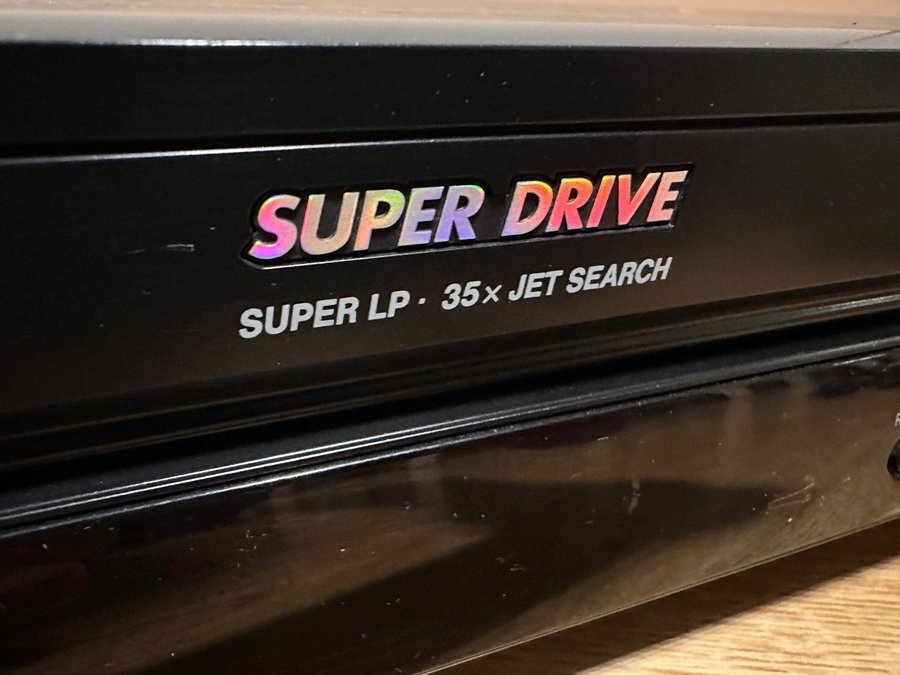 SUPER DRIVE
SUPER LP · 35× JET SEARCH